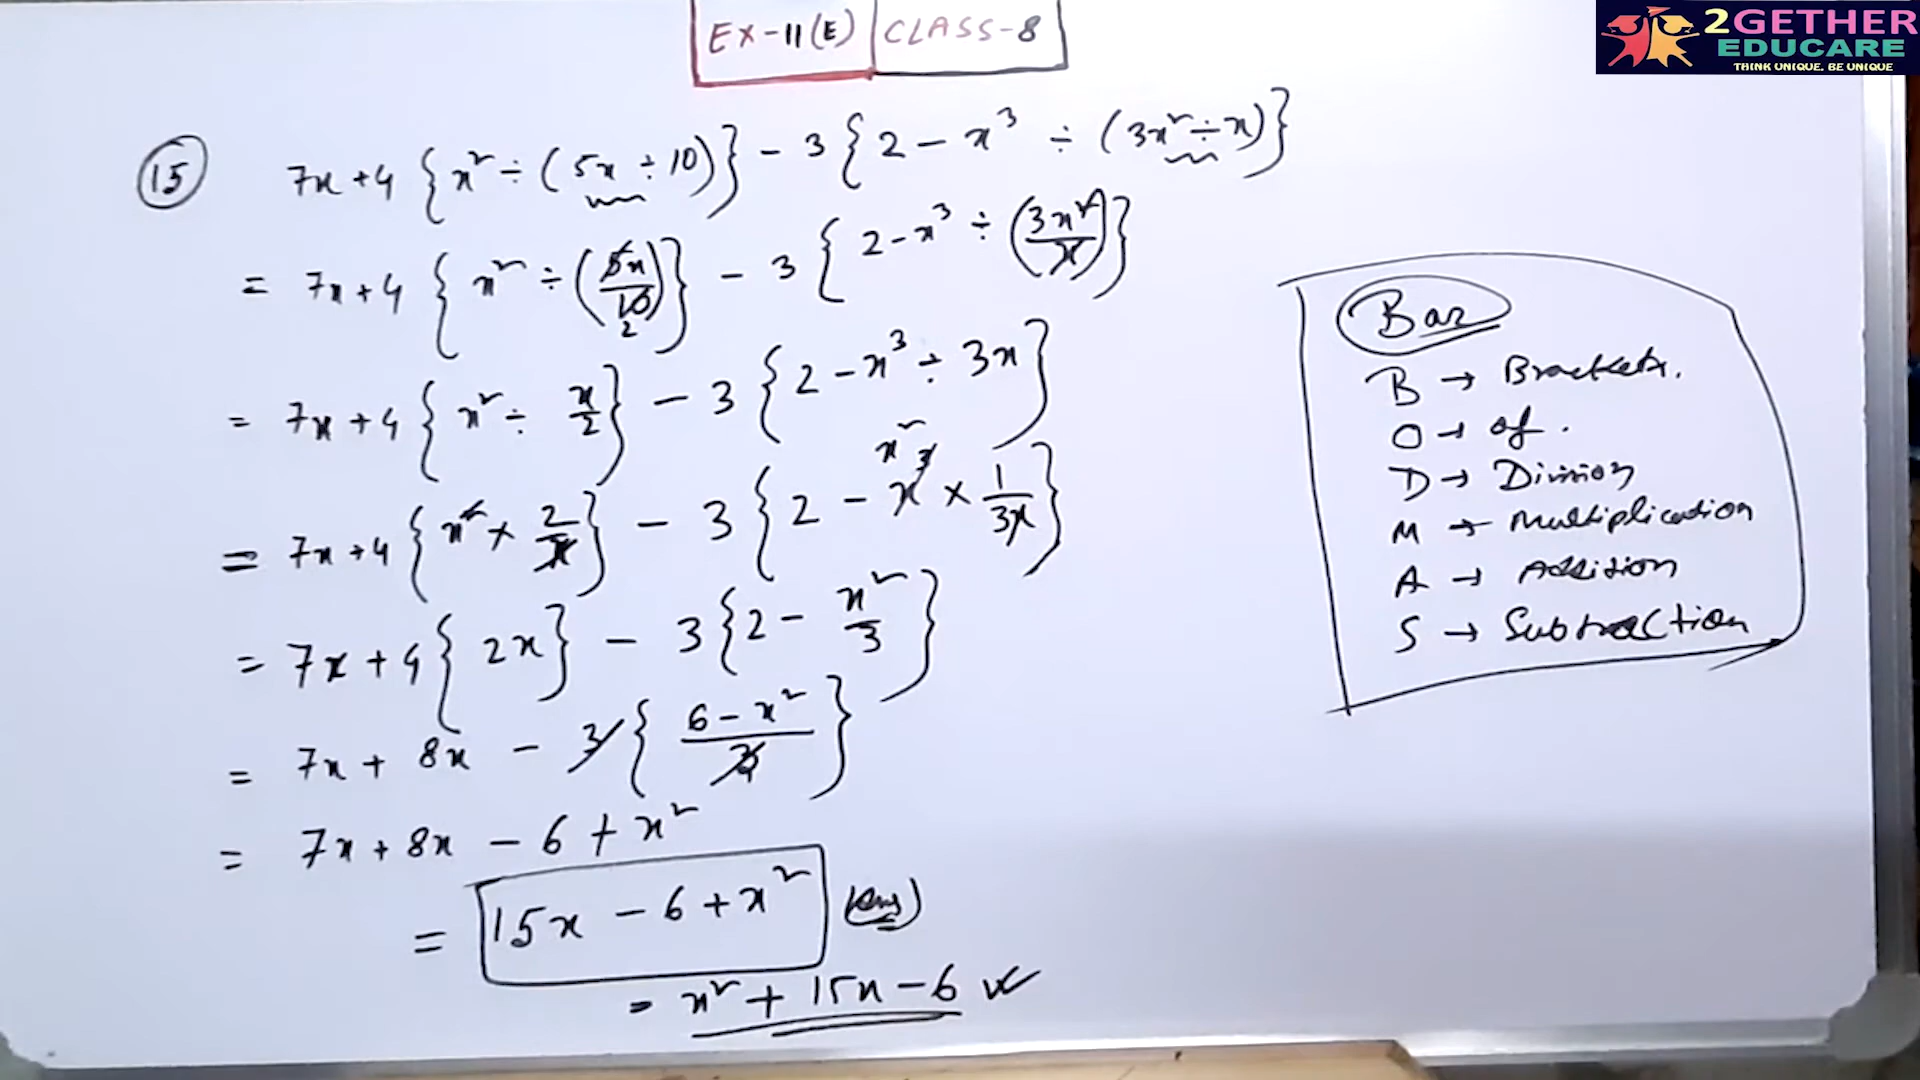 EX-11(E) CLASS-8
2GETHER
EDUCARE
THINK UNIQUE. BE UNIQUE
(15) 7x+4{x²÷(5x÷10)} - 3{2-x³÷(3x²÷x)}
= 7x+4{x²÷(5x/10)} - 3{2-x³÷(3x²/x)}
2
= 7x+4{x²÷x/2} - 3{2-x³÷3x}
x²
= 7x+4{x²×2/x} - 3{2-x³×1/3x}
= 7x+4{2x} - 3{2-x²/3}
= 7x+8x - 3{6-x²/3}
= 7x+8x-6+x²
= 15x-6+x² (Ans)
= x²+15x-6
Bar
B → Brackets.
O → of.
D → Division
M → Multiplication
A → Addition
S → Subtraction